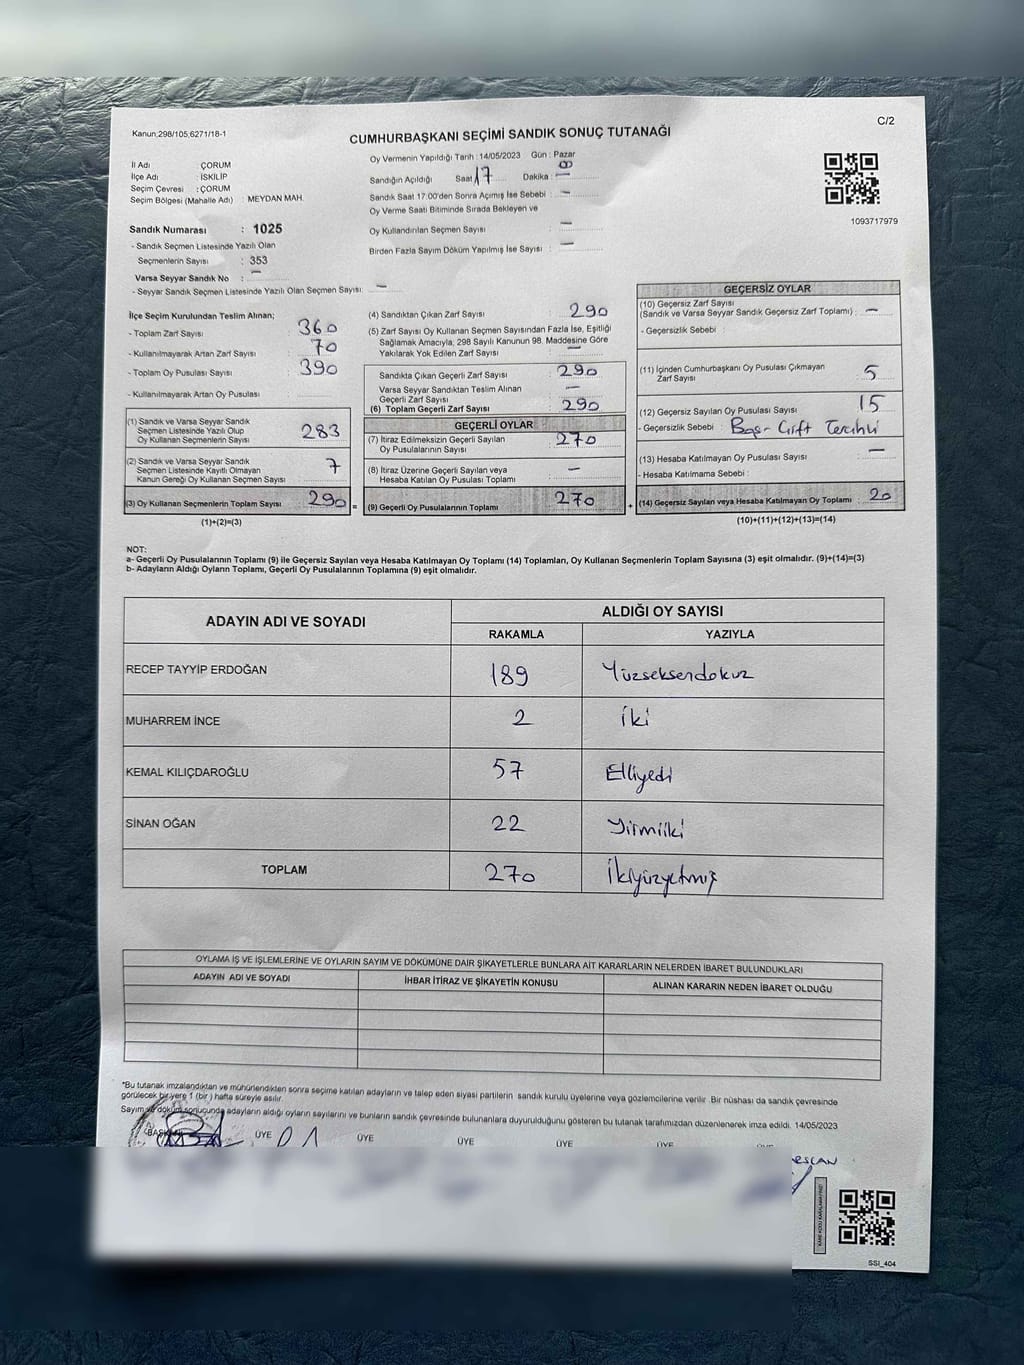 Kanun,298/105,6271/18-1
C/2
CUMHURBAŞKANI SEÇİMİ SANDIK SONUÇ TUTANAĞI
İl Adı : ÇORUM
İlçe Adı : İSKİLİP
Seçim Çevresi : ÇORUM
Seçim Bölgesi (Mahalle Adı) : MEYDAN MAH.
Sandık Numarası : 1025
- Sandık Seçmen Listesinde Yazılı Olan
Seçmenlerin Sayısı : 353
Varsa Seyyar Sandık No : —
- Seyyar Sandık Seçmen Listesinde Yazılı Olan Seçmen Sayısı: —
Oy Vermenin Yapıldığı Tarih : 14/05/2023 Gün : Pazar
Sandığın Açıldığı Saat 17 Dakika : 00
Sandık Saat 17:00'den Sonra Açımış İse Sebebi : —
Oy Verme Saati Bitiminde Sırada Bekleyen ve
Oy Kullandırılan Seçmen Sayısı : —
Birden Fazla Sayım Döküm Yapılmış İse Sayısı : —
1093717979
İlçe Seçim Kurulundan Teslim Alınan;
- Toplam Zarf Sayısı 360
- Kullanılmayarak Artan Zarf Sayısı : 70
- Toplam Oy Pusulası Sayısı : 390
- Kullanılmayarak Artan Oy Pusulası :
(1) Sandık ve Varsa Seyyar Sandık
Seçmen Listesinde Yazılı Olup
Oy Kullanan Seçmenlerin Sayısı : 283
(2) Sandık ve Varsa Seyyar Sandık
Seçmen Listesinde Kayıtlı Olmayan
Kanun Gereği Oy Kullanan Seçmen Sayısı : 7
(3) Oy Kullanan Seçmenlerin Toplam Sayısı : 290 =
(1)+(2)=(3)
(4) Sandıktan Çıkan Zarf Sayısı : 290
(5) Zarf Sayısı Oy Kullanan Seçmen Sayısından Fazla İse, Eşitliği
Sağlamak Amacıyla, 298 Sayılı Kanunun 98. Maddesine Göre
Yakılarak Yok Edilen Zarf Sayısı : —
Sandıkta Çıkan Geçerli Zarf Sayısı : 290
Varsa Seyyar Sandıktan Teslim Alınan
Geçerli Zarf Sayısı : —
(6) Toplam Geçerli Zarf Sayısı : 290
GEÇERLİ OYLAR
(7) İtiraz Edilmeksizin Geçerli Sayılan : 270
Oy Pusulalarının Sayısı
(8) İtiraz Üzerine Geçerli Sayılan veya
Hesaba Katılan Oy Pusulası Toplamı : —
(9) Geçerli Oy Pusulalarının Toplamı : 270 +
GEÇERSİZ OYLAR
(10) Geçersiz Zarf Sayısı
(Sandık ve Varsa Seyyar Sandık Geçersiz Zarf Toplamı) : —
- Geçersizlik Sebebi :
(11) İçinden Cumhurbaşkanı Oy Pusulası Çıkmayan
Zarf Sayısı : 5
(12) Geçersiz Sayılan Oy Pusulası Sayısı : 15
- Geçersizlik Sebebi : Boş- Çift Tercihli
(13) Hesaba Katılmayan Oy Pusulası Sayısı : —
- Hesaba Katılmama Sebebi :
(14) Geçersiz Sayılan veya Hesaba Katılmayan Oy Toplamı : 20
(10)+(11)+(12)+(13)=(14)
NOT:
a- Geçerli Oy Pusulalarının Toplamı (9) ile Geçersiz Sayılan veya Hesaba Katılmayan Oy Toplamı (14) Toplamları, Oy Kullanan Seçmenlerin Toplam Sayısına (3) eşit olmalıdır. (9)+(14)=(3)
b- Adayların Aldığı Oyların Toplamı, Geçerli Oy Pusulalarının Toplamına (9) eşit olmalıdır.
ADAYIN ADI VE SOYADI
ALDIĞI OY SAYISI
RAKAMLA YAZIYLA
RECEP TAYYİP ERDOĞAN 189 Yüzseksendokuz
MUHARREM İNCE 2 İki
KEMAL KILIÇDAROĞLU 57 Elliyedi
SİNAN OĞAN 22 Yirmiiki
TOPLAM 270 İkiyüzyetmiş
OYLAMA İŞ VE İŞLEMLERİNE VE OYLARIN SAYIM VE DÖKÜMÜNE DAİR ŞİKAYETLERLE BUNLARA AİT KARARLARIN NELERDEN İBARET BULUNDUKLARI
ADAYIN ADI VE SOYADI İHBAR İTİRAZ VE ŞİKAYETİN KONUSU ALINAN KARARIN NEDEN İBARET OLDUĞU
*Bu tutanak imzalandıktan ve mühürlendikten sonra seçime katılan adayların ve talep eden siyasi partilerin sandık kurulu üyelerine veya gözlemcilerine verilir. Bir nüshası da sandık çevresinde
görülecek bir yere 1 (bir ) hafta süreyle asılır.
Sayım ve döküm sonucunda adayların aldığı oyların sayılarını ve bunların sandık çevresinde bulunanlara duyurulduğunu gösteren bu tutanak tarafımızdan düzenlenerek imza edildi. 14/05/2023
BAŞKAN ÜYE ÜYE ÜYE ÜYE ÜYE
SSI_404